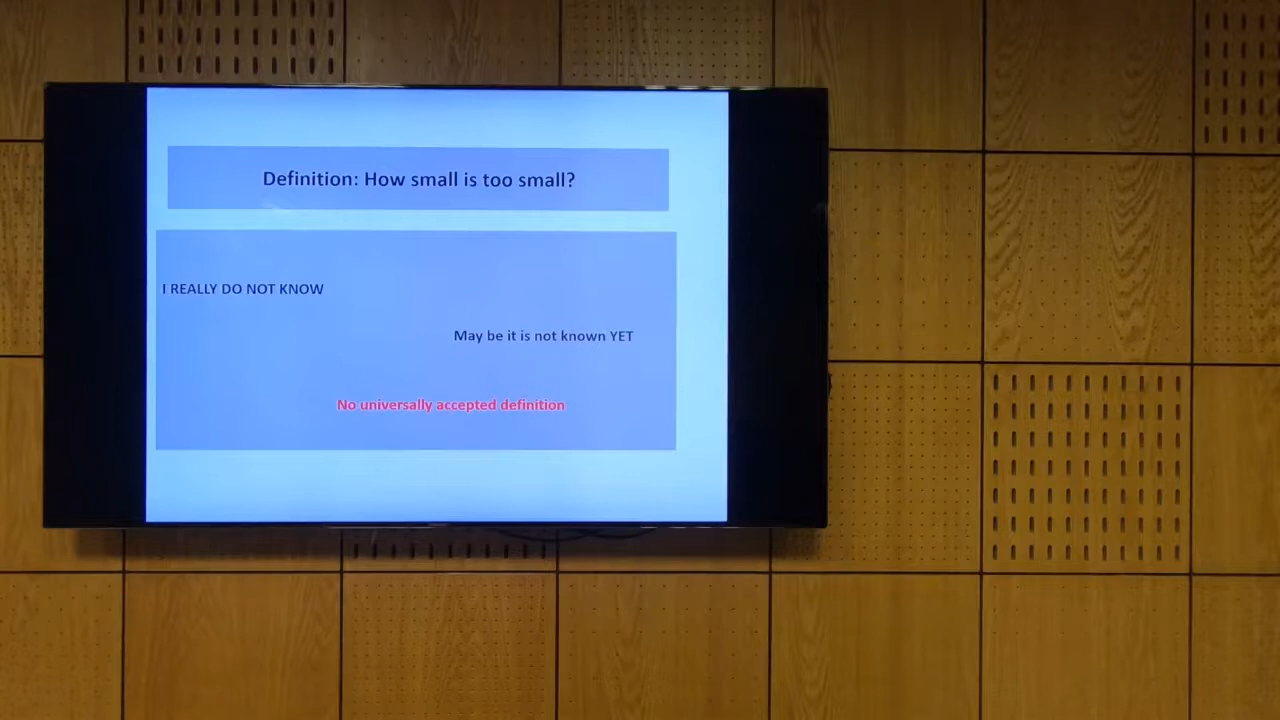 Definition: How small is too small?
I REALLY DO NOT KNOW
May be it is not known YET
No universally accepted definition